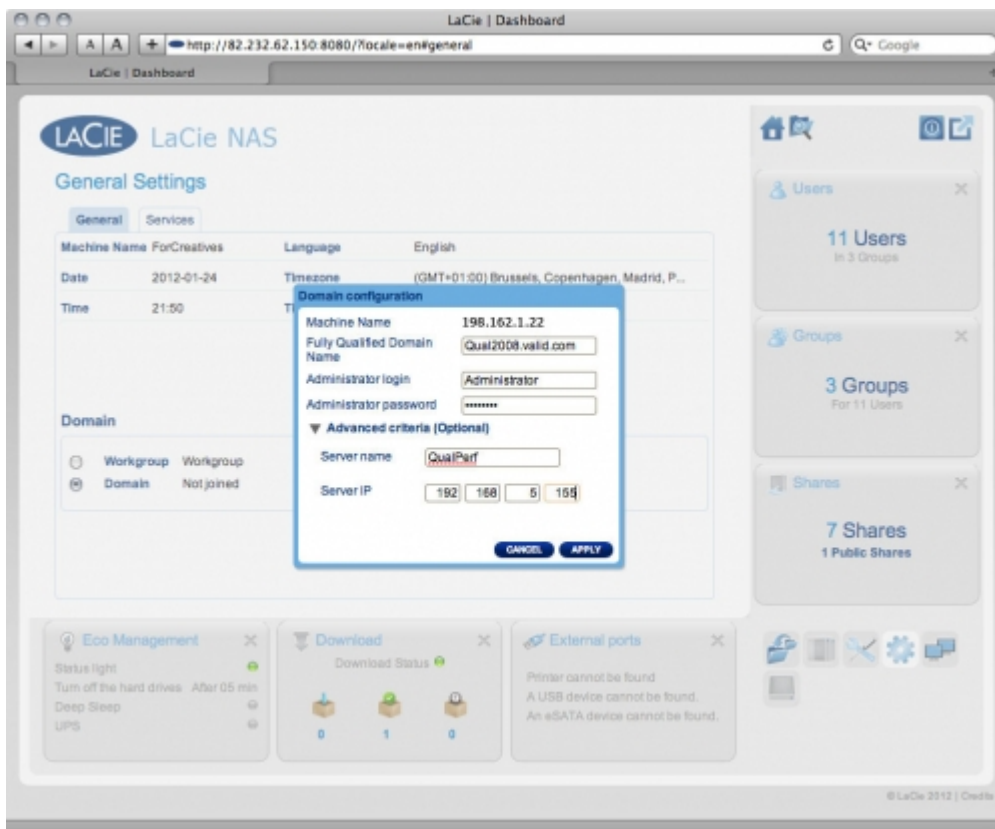 LaCie | Dashboard
A A + http://82.232.62.150:8080/?locale=en#general C Q Google
LaCie | Dashboard
LACIE LaCie NAS
General Settings
General Services
Machine Name ForCreatives Language English
Date 2012-01-24 Timezone (GMT+01:00) Brussels, Copenhagen, Madrid, P...
Time 21:50
Domain
Workgroup Workgroup
Domain Not joined
Domain configuration
Machine Name 198.162.1.22
Fully Qualified Domain Name Qual2008.valid.com
Administrator login Administrator
Administrator password ••••••••
Advanced criteria (Optional)
Server name QualPerf
Server IP 192 168 5 155
CANCEL APPLY
Users
11 Users
In 3 Groups
Groups
3 Groups
For 11 Users
Shares
7 Shares
1 Public Shares
Eco Management
Status light
Turn off the hard drives After 05 min
Deep Sleep
UPS
Download
Download Status
0 1 0
External ports
Printer cannot be found
A USB device cannot be found.
An eSATA device cannot be found.
© LaCie 2012 | Credits